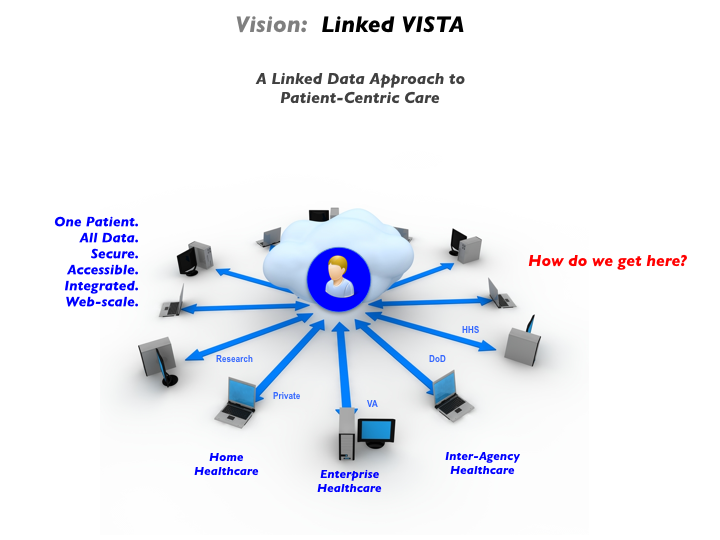 Vision: Linked VISTA
A Linked Data Approach to
Patient-Centric Care
One Patient.
All Data.
Secure.
Accessible.
Integrated.
Web-scale.
How do we get here?
HHS
Research
DoD
Private
VA
Home
Healthcare
Enterprise
Healthcare
Inter-Agency
Healthcare